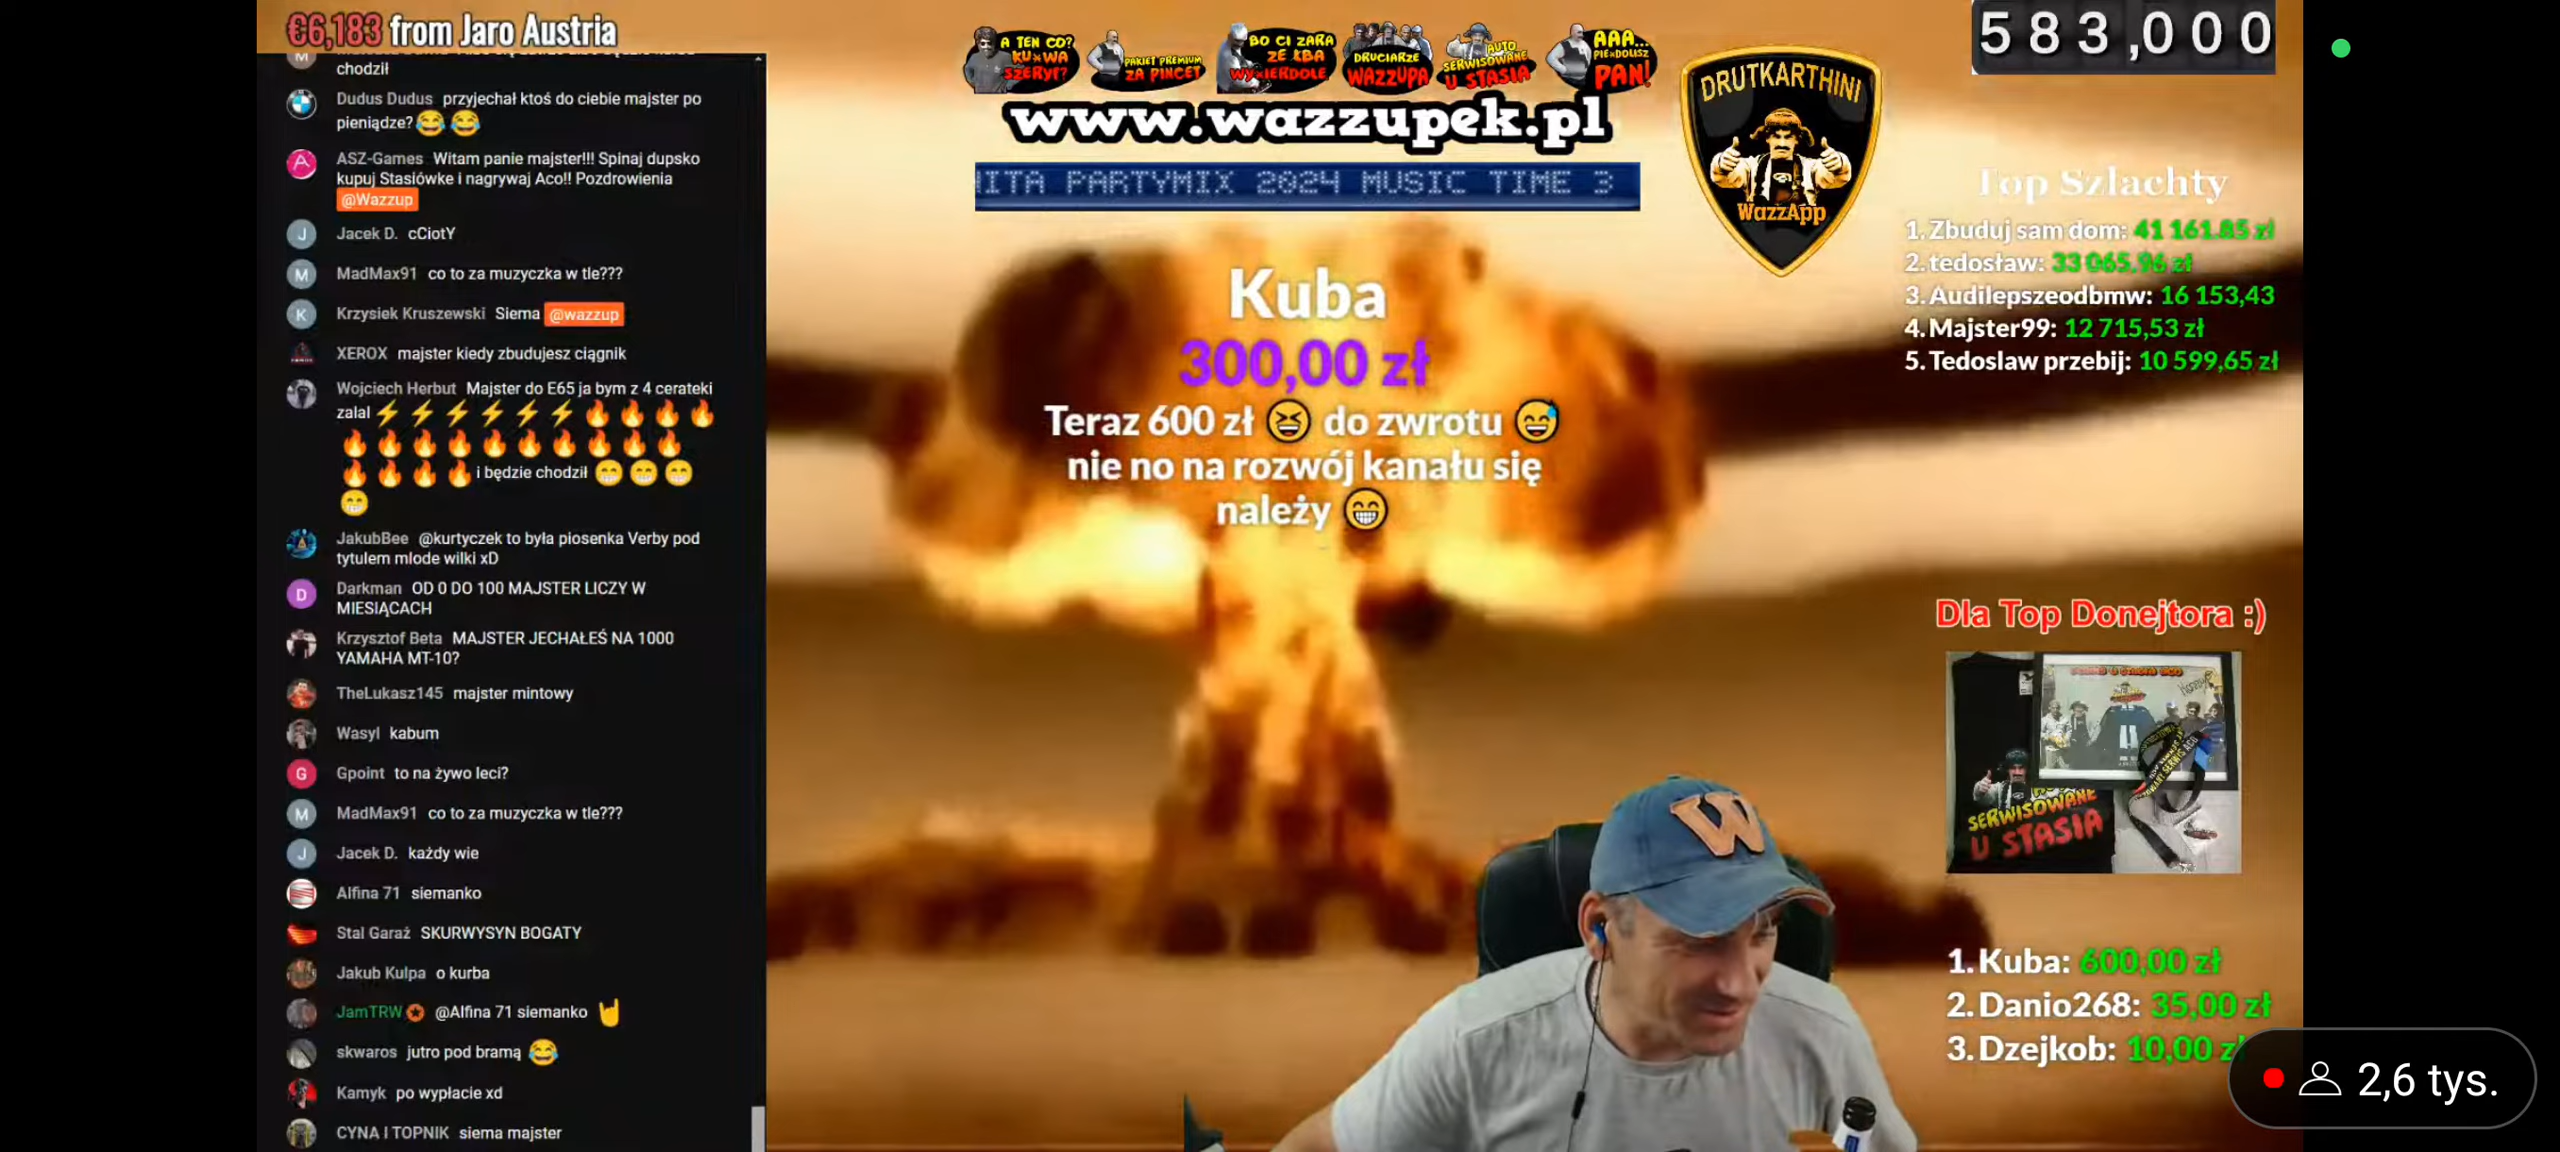 €6,183 from Jaro Austria
chodził
Dudus Dudus przyjechał ktoś do ciebie majster po
pieniądze?😂😂
ASZ-Games Witam panie majster!!! Spinaj dupsko
kupuj Stasiówke i nagrywaj Aco!! Pozdrowienia
@Wazzup
Jacek D. cCiotY
MadMax91 co to za muzyczka w tle???
Krzysiek Kruszewski Siema @wazzup
XEROX majster kiedy zbudujesz ciągnik
Wojciech Herbut Majster do E65 ja bym z 4 cerateki
zalal ⚡⚡⚡⚡⚡⚡🔥🔥🔥🔥
🔥🔥🔥🔥🔥🔥🔥🔥🔥🔥
🔥🔥🔥🔥 i będzie chodził 😁😁😁
😁
JakubBee @kurtyczek to była piosenka Verby pod
tytulem mlode wilki xD
Darkman OD 0 DO 100 MAJSTER LICZY W
MIESIĄCACH
Krzysztof Beta MAJSTER JECHAŁEŚ NA 1000
YAMAHA MT-10?
TheLukasz145 majster mintowy
Wasyl kabum
Gpoint to na żywo leci?
MadMax91 co to za muzyczka w tle???
Jacek D. każdy wie
Alfina 71 siemanko
Stal Garaż SKURWYSYN BOGATY
Jakub Kulpa o kurba
JamTRW @Alfina 71 siemanko 🤘
skwaros jutro pod bramą 😂
Kamyk po wypłacie xd
CYNA I TOPNIK siema majster
A TEN CO?
KU×WA
SZERYF?
PAKIET PREMIUM
ZA PINCET
BO CI ZARA
ZE ŁBA
WY×IERDOLE
DRUCIARZE
WAZZUPA
AUTO
SERWISOWANE
U STASIA
AAA...
PIE×DOLISZ
PAN!
www.wazzupek.pl
ITA PARTYMIX 2024 MUSIC TIME 3
Kuba
300,00 zł
Teraz 600 zł 😆 do zwrotu 😅
nie no na rozwój kanału się
należy 😁
DRUTKARTHINI
WazzApp
583,000
Top Szlachty
1. Zbuduj sam dom: 41 161.85 zł
2. tedosław: 33 065,96 zł
3. Audilepszeodbmw: 16 153,43
4. Majster99: 12 715,53 zł
5. Tedoslaw przebij: 10 599,65 zł
Dla Top Donejtora :)
SERWISOWANE
U STASIA
W
1. Kuba: 600,00 zł
2. Danio268: 35,00 zł
3. Dzejkob: 10,00 zł
2,6 tys.